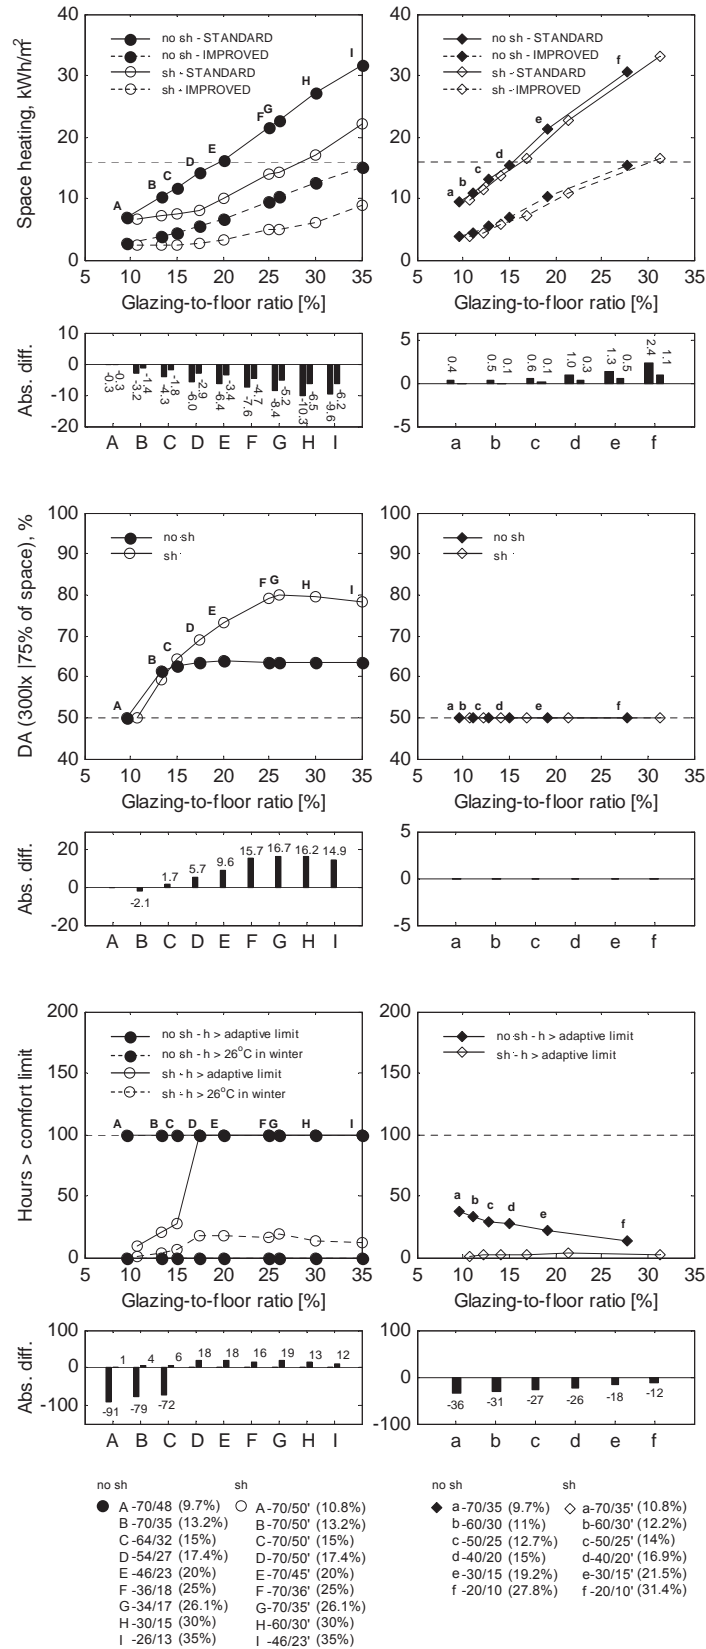 Space heating, kWh/m²
40
30
20
10
0
no sh - STANDARD
no sh - IMPROVED
sh - STANDARD
sh - IMPROVED
A B C D E F G H I
5 10 15 20 25 30 35
Glazing-to-floor ratio [%]
no sh - STANDARD
no sh - IMPROVED
sh - STANDARD
sh - IMPROVED
a b c d e f
40
30
20
10
0
5 10 15 20 25 30 35
Glazing-to-floor ratio [%]
Abs. diff.
10
0
-10
-20
-0.3 -0.3 -3.2 -1.4 -4.3 -1.8 -6.0 -2.9 -6.4 -3.4 -7.6 -4.7 -8.4 -5.2 -10.3 -6.5 -9.6 -6.2
A B C D E F G H I
5
0
-5
0.4 0.5 0.1 0.6 0.1 1.0 0.3 1.3 0.5 2.4 1.1
a b c d e f
DA (300lx |75% of space), %
100
90
80
70
60
50
40
no sh
sh
A B C D E F G H I
5 10 15 20 25 30 35
Glazing-to-floor ratio [%]
100
90
80
70
60
50
40
no sh
sh
a b c d e f
5 10 15 20 25 30 35
Glazing-to-floor ratio [%]
Abs. diff.
20
0
-20
-2.1 1.7 5.7 9.6 15.7 16.7 16.2 14.9
A B C D E F G H I
5
0
-5
a b c d e f
Hours > comfort limit
200
150
100
50
0
no sh - h > adaptive limit
no sh - h > 26°C in winter
sh - h > adaptive limit
sh - h > 26°C in winter
A B C D E F G H I
5 10 15 20 25 30 35
Glazing-to-floor ratio [%]
200
150
100
50
0
no sh - h > adaptive limit
sh - h > adaptive limit
a b c d e f
5 10 15 20 25 30 35
Glazing-to-floor ratio [%]
Abs. diff.
100
0
-100
-91 1 -79 4 -72 6 18 18 16 19 13 12
A B C D E F G H I
100
0
-100
-36 -31 -27 -26 -18 -12
a b c d e f
no sh
A -70/48 (9.7%)
B -70/35 (13.2%)
C-64/32 (15%)
D -54/27 (17.4%)
E -46/23 (20%)
F -36/18 (25%)
G-34/17 (26.1%)
H-30/15 (30%)
I -26/13 (35%)
sh
A -70/50' (10.8%)
B -70/50' (13.2%)
C-70/50' (15%)
D -70/50' (17.4%)
E -70/45' (20%)
F -70/36' (25%)
G-70/35' (26.1%)
H-60/30' (30%)
I -46/23' (35%)
no sh
a-70/35 (9.7%)
b-60/30 (11%)
c-50/25 (12.7%)
d-40/20 (15%)
e-30/15 (19.2%)
f -20/10 (27.8%)
sh
a-70/35' (10.8%)
b-60/30' (12.2%)
c-50/25' (14%)
d-40/20' (16.9%)
e-30/15' (21.5%)
f -20/10' (31.4%)